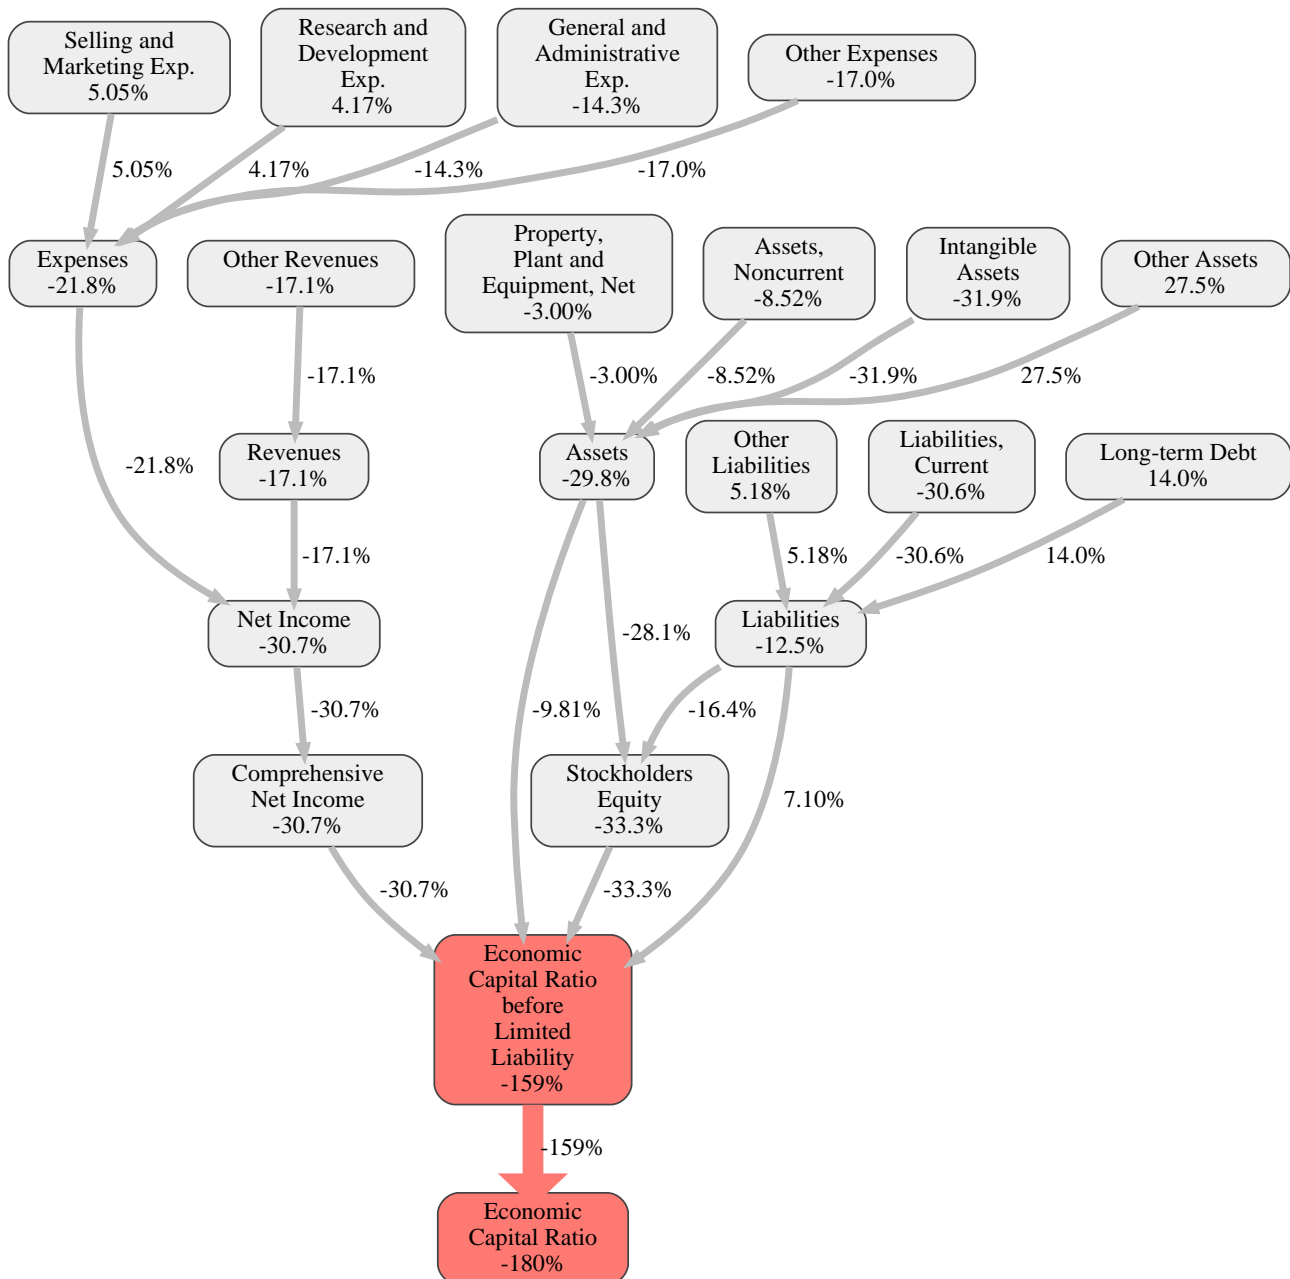 Selling and
Marketing Exp.
5.05%
Research and
Development
Exp.
4.17%
General and
Administrative
Exp.
-14.3%
Other Expenses
-17.0%
5.05%
4.17%
-14.3%
-17.0%
Expenses
-21.8%
Other Revenues
-17.1%
Property,
Plant and
Equipment, Net
-3.00%
Assets,
Noncurrent
-8.52%
Intangible
Assets
-31.9%
Other Assets
27.5%
-17.1%
-3.00%
-8.52%
-31.9%
27.5%
-21.8%
Revenues
-17.1%
Assets
-29.8%
Other
Liabilities
5.18%
Liabilities,
Current
-30.6%
Long-term Debt
14.0%
-17.1%
5.18%
-30.6%
14.0%
Net Income
-30.7%
-28.1%
Liabilities
-12.5%
-30.7%
-9.81%
-16.4%
Comprehensive
Net Income
-30.7%
Stockholders
Equity
-33.3%
7.10%
-30.7%
-33.3%
Economic
Capital Ratio
before
Limited
Liability
-159%
-159%
Economic
Capital Ratio
-180%